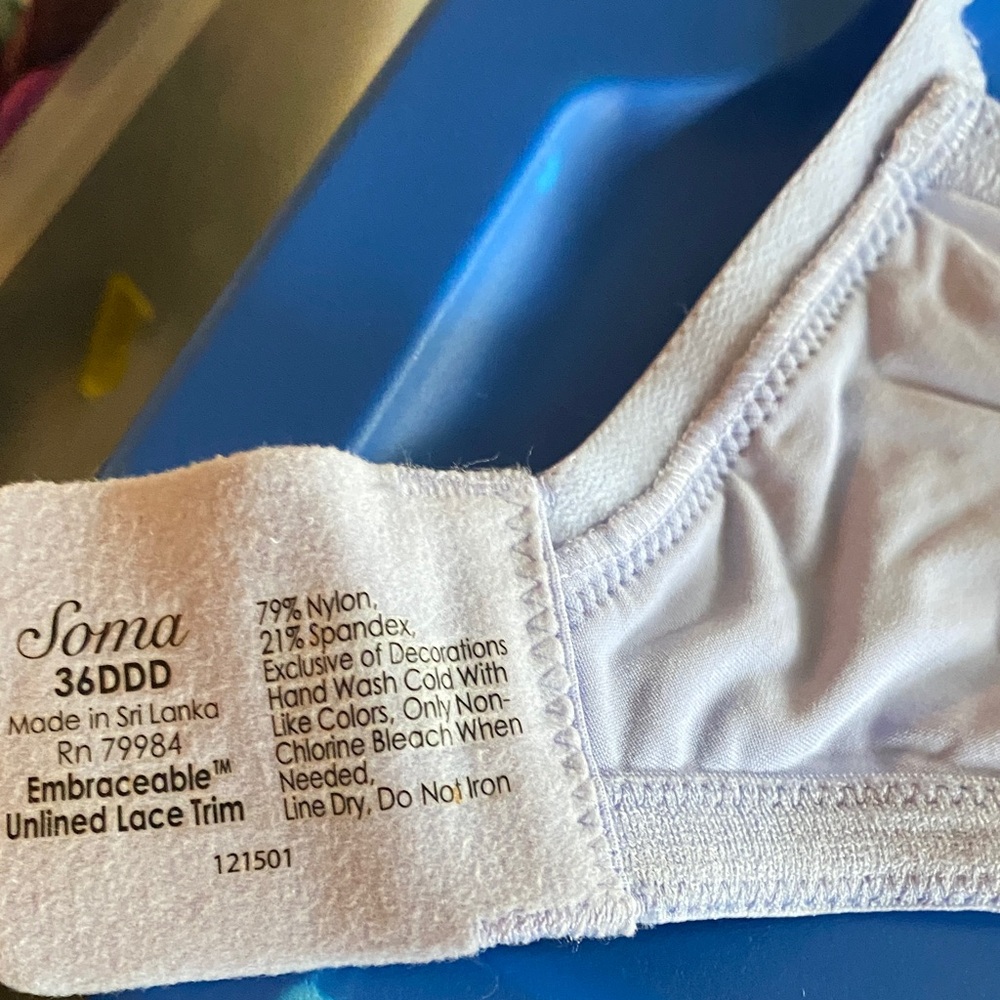 Soma
36DDD
Made in Sri Lanka
Rn 79984
Embraceable™
Unlined Lace Trim
79% Nylon,
21% Spandex,
Exclusive of Decorations
Hand Wash Cold With
Like Colors, Only Non-
Chlorine Bleach When
Needed,
Line Dry, Do Not Iron
121501